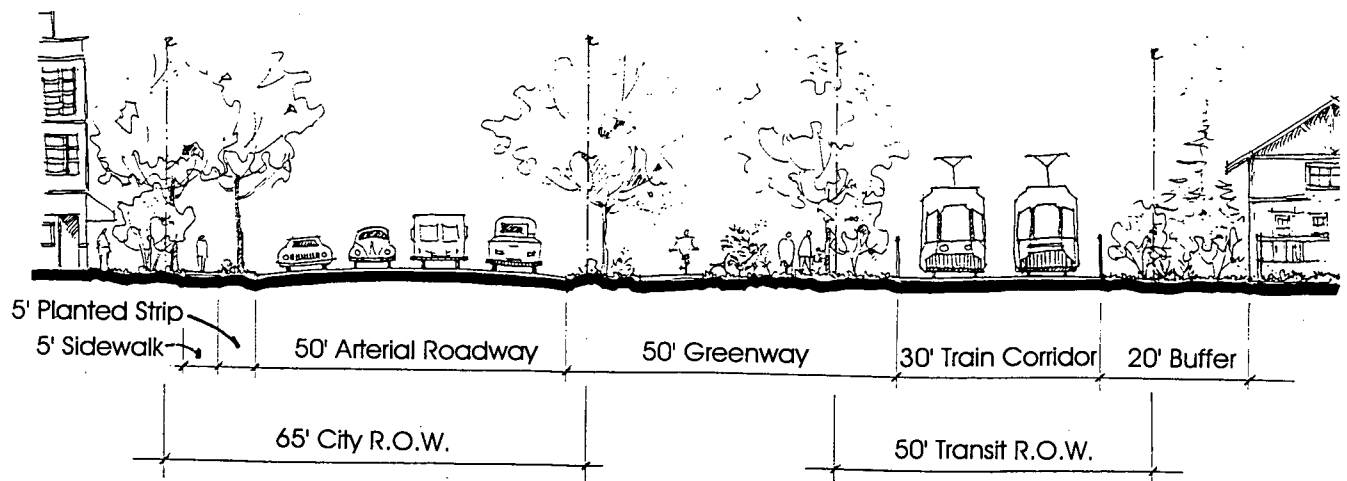 5' Planted Strip
5' Sidewalk
50' Arterial Roadway
50' Greenway
30' Train Corridor
20' Buffer
65' City R.O.W.
50' Transit R.O.W.